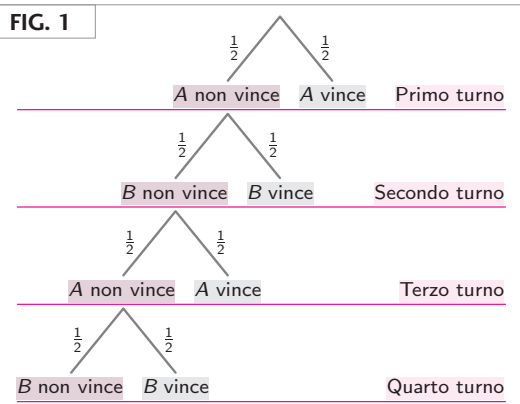 FIG. 1
1/2 1/2
A non vince A vince Primo turno
1/2 1/2
B non vince B vince Secondo turno
1/2 1/2
A non vince A vince Terzo turno
1/2 1/2
B non vince B vince Quarto turno